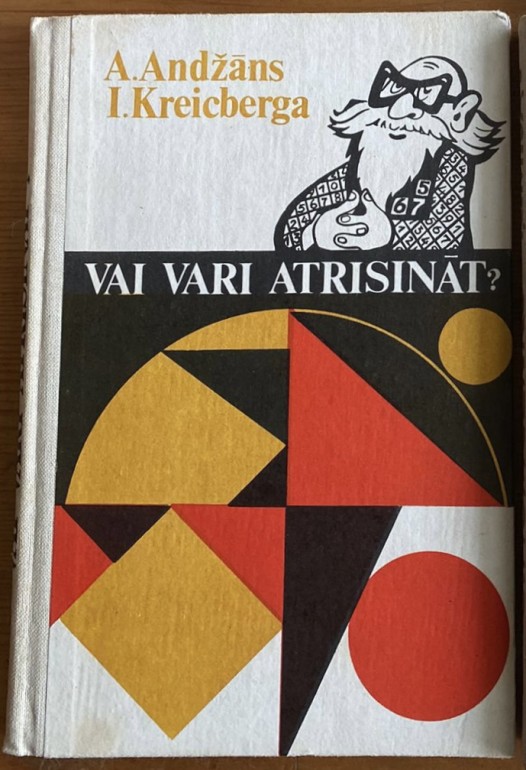 A.Andžāns
I.Kreicberga
VAI VARI ATRISINĀT?